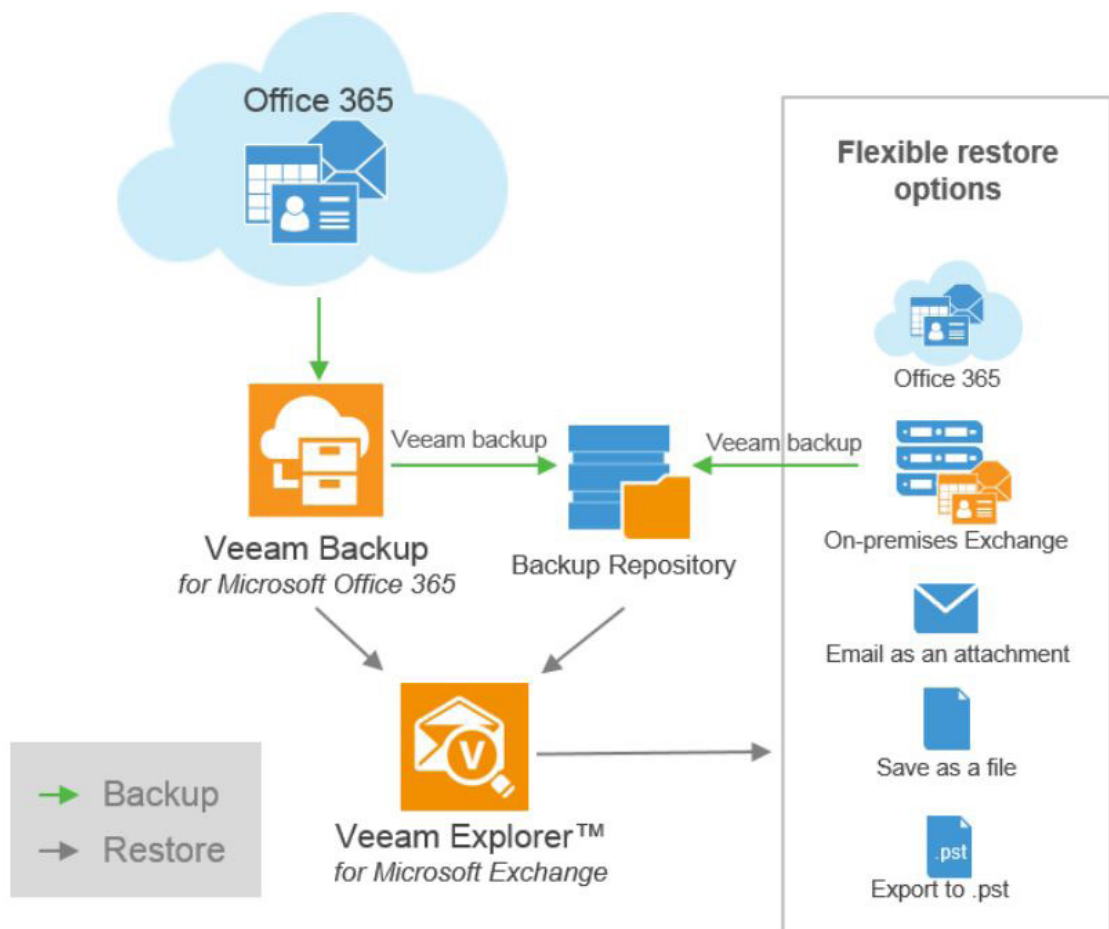 Office 365
Flexible restore
options
Office 365
Veeam backup
Veeam backup
On-premises Exchange
Veeam Backup
for Microsoft Office 365
Backup Repository
Email as an attachment
V
Save as a file
Backup
Restore
Veeam Explorer™
for Microsoft Exchange
.pst
Export to .pst